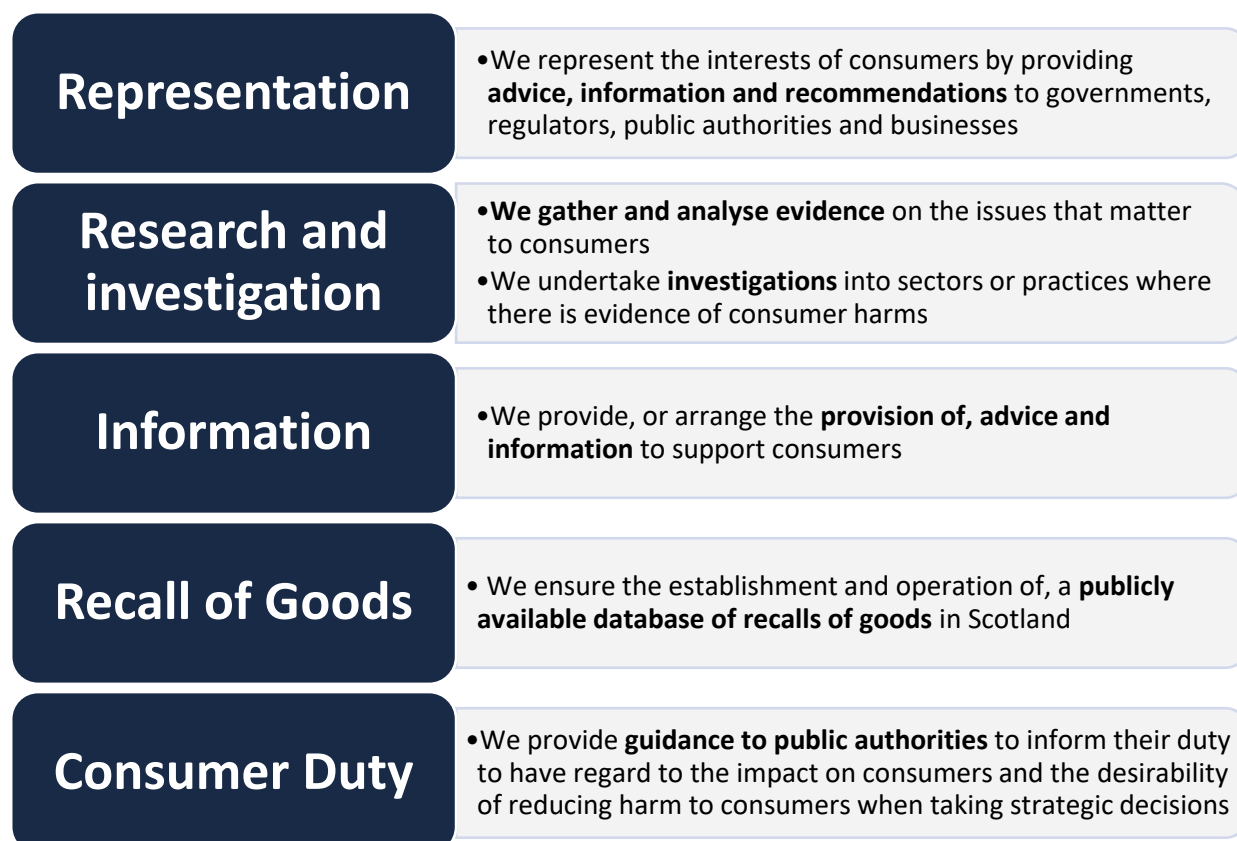 Representation
•We represent the interests of consumers by providing
advice, information and recommendations to governments,
regulators, public authorities and businesses
Research and
investigation
•We gather and analyse evidence on the issues that matter
to consumers
•We undertake investigations into sectors or practices where
there is evidence of consumer harms
Information
•We provide, or arrange the provision of, advice and
information to support consumers
Recall of Goods
• We ensure the establishment and operation of, a publicly
available database of recalls of goods in Scotland
Consumer Duty
•We provide guidance to public authorities to inform their duty
to have regard to the impact on consumers and the desirability
of reducing harm to consumers when taking strategic decisions